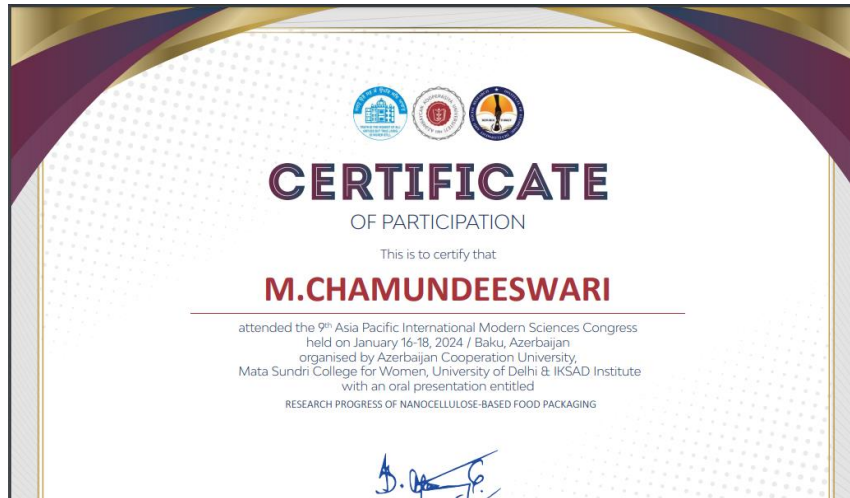 CERTIFICATE
OF PARTICIPATION
This is to certify that
M.CHAMUNDEESWARI
attended the 9th Asia Pacific International Modern Sciences Congress
held on January 16-18, 2024 / Baku, Azerbaijan
organised by Azerbaijan Cooperation University,
Mata Sundri College for Women, University of Delhi & IKSAD Institute
with an oral presentation entitled
RESEARCH PROGRESS OF NANOCELLULOSE-BASED FOOD PACKAGING